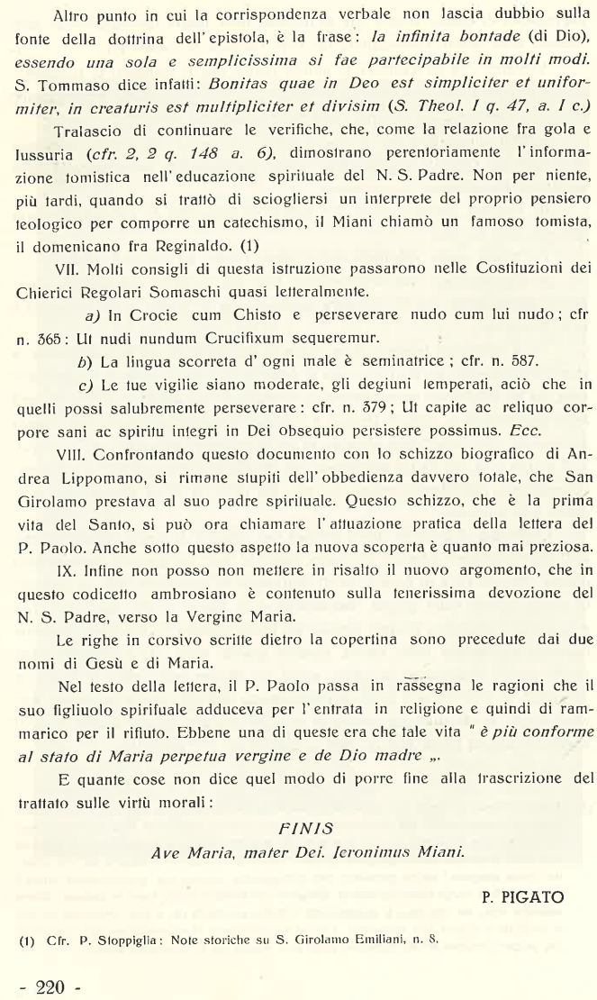 Altro punto in cui la corrispondenza verbale non lascia dubbio sulla
fonte della dottrina dell' epistola, è la frase: la infinita bontade (di Dio),
essendo una sola e semplicissima si fae partecipabile in molti modi.
S. Tommaso dice infatti: Bonitas quae in Deo est simpliciter et unifor-
miter, in creaturis est multipliciter et divisim (S. Theol. I q. 47, a. I c.)
Tralascio di continuare le verifiche, che, come la relazione fra gola e
lussuria (cfr. 2, 2 q. 148 a. 6), dimostrano perentoriamente l' informa-
zione tomistica nell' educazione spirituale del N. S. Padre. Non per niente,
più tardi, quando si trattò di sciogliersi un interprete del proprio pensiero
teologico per comporre un catechismo, il Miani chiamò un famoso tomista,
il domenicano fra Reginaldo. (1)
VII. Molti consigli di questa istruzione passarono nelle Costituzioni dei
Chierici Regolari Somaschi quasi letteralmente.
a) In Crocie cum Chisto e perseverare nudo cum lui nudo; cfr
n. 365: Ut nudi nundum Crucifixum sequeremur.
b) La lingua scorreta d' ogni male è seminatrice; cfr. n. 587.
c) Le tue vigilie siano moderate, gli degiuni temperati, aciò che in
quelli possi salubremente perseverare: cfr. n. 379; Ut capite ac reliquo cor-
pore sani ac spiritu integri in Dei obsequio persistere possimus. Ecc.
VIII. Confrontando questo documento con lo schizzo biografico di An-
drea Lippomano, si rimane stupiti dell' obbedienza davvero totale, che San
Girolamo prestava al suo padre spirituale. Questo schizzo, che è la prima
vita del Santo, si può ora chiamare l' attuazione pratica della lettera del
P. Paolo. Anche sotto questo aspetto la nuova scoperta è quanto mai preziosa.
IX. Infine non posso non mettere in risalto il nuovo argomento, che in
questo codicetto ambrosiano è contenuto sulla tenerissima devozione del
N. S. Padre, verso la Vergine Maria.
Le righe in corsivo scritte dietro la copertina sono precedute dai due
nomi di Gesù e di Maria.
Nel testo della lettera, il P. Paolo passa in rassegna le ragioni che il
suo figliuolo spirituale adduceva per l' entrata in religione e quindi di ram-
marico per il rifiuto. Ebbene una di queste era che tale vita " è più conforme
al stato di Maria perpetua vergine e de Dio madre „.
E quante cose non dice quel modo di porre fine alla trascrizione del
trattato sulle virtù morali:
FINIS
Ave Maria, mater Dei. Ieronimus Miani.
P. PIGATO
(1) Cfr. P. Stoppiglia: Note storiche su S. Girolamo Emiliani, n. 8.
- 220 -